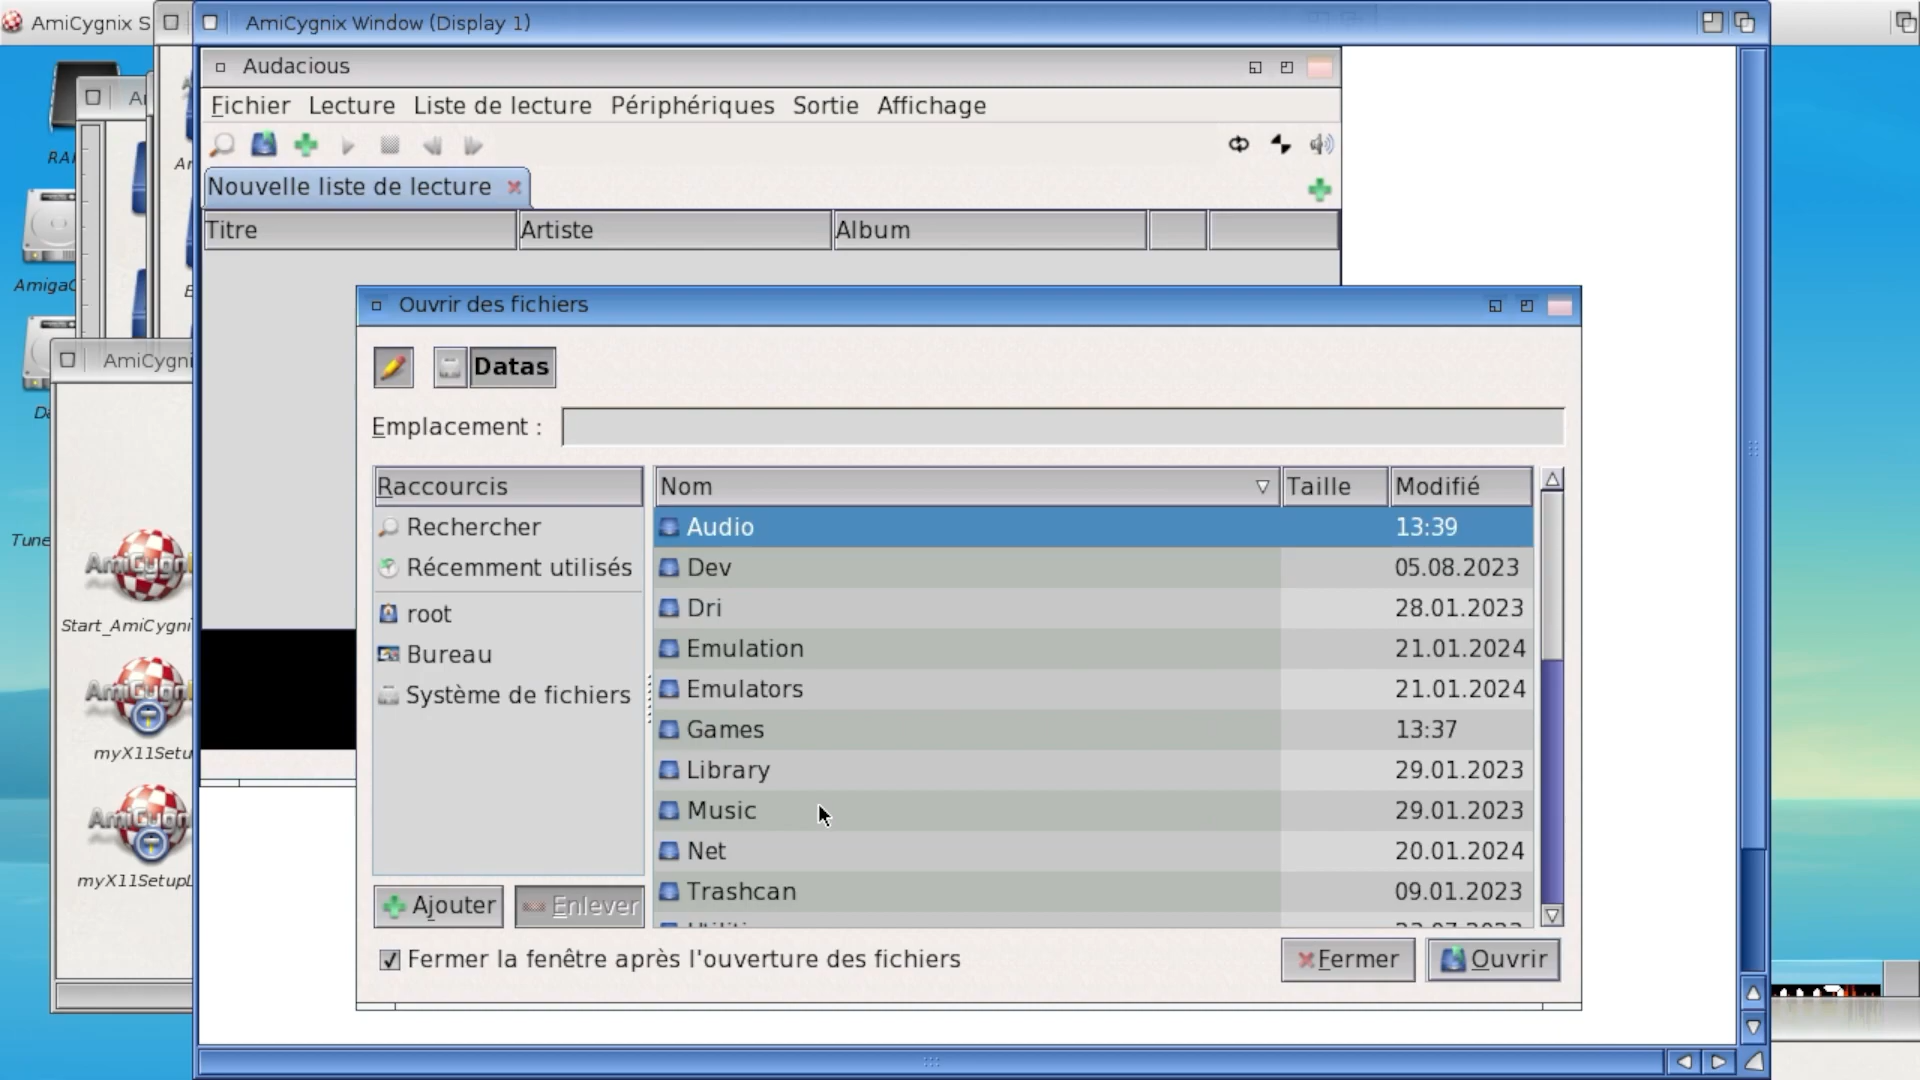 AmiCygnix S
AmiCygnix Window (Display 1)
Audacious
Fichier Lecture Liste de lecture Périphériques Sortie Affichage
Nouvelle liste de lecture
Titre Artiste Album
Ouvrir des fichiers
Datas
Emplacement :
Raccourcis
Rechercher
Récemment utilisés
root
Bureau
Système de fichiers
Nom Taille Modifié
Audio 13:39
Dev 05.08.2023
Dri 28.01.2023
Emulation 21.01.2024
Emulators 21.01.2024
Games 13:37
Library 29.01.2023
Music 29.01.2023
Net 20.01.2024
Trashcan 09.01.2023
Ajouter Enlever
Fermer la fenêtre après l'ouverture des fichiers
Fermer Ouvrir
RA
AmigaO
Tune
AmiCygni
Start_AmiCygni
myX11Setu
myX11SetupL